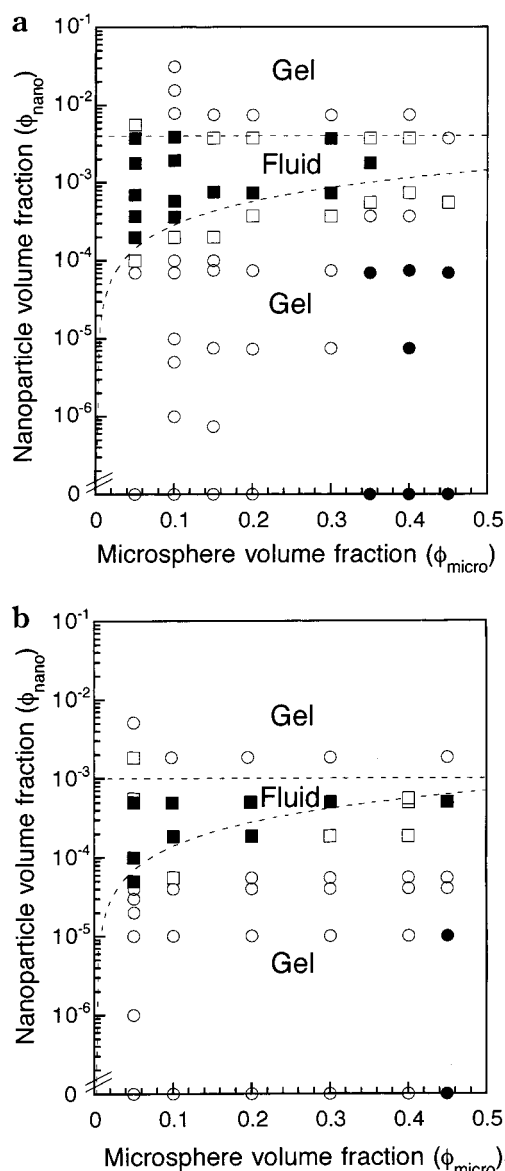 a
10⁻¹
10⁻²
10⁻³
10⁻⁴
10⁻⁵
10⁻⁶
0
Nanoparticle volume fraction (ϕnano)
Gel
Fluid
Gel
0 0.1 0.2 0.3 0.4 0.5
Microsphere volume fraction (ϕmicro)
b
10⁻¹
10⁻²
10⁻³
10⁻⁴
10⁻⁵
10⁻⁶
0
Nanoparticle volume fraction (ϕnano)
Gel
Fluid
Gel
0 0.1 0.2 0.3 0.4 0.5
Microsphere volume fraction (ϕmicro)